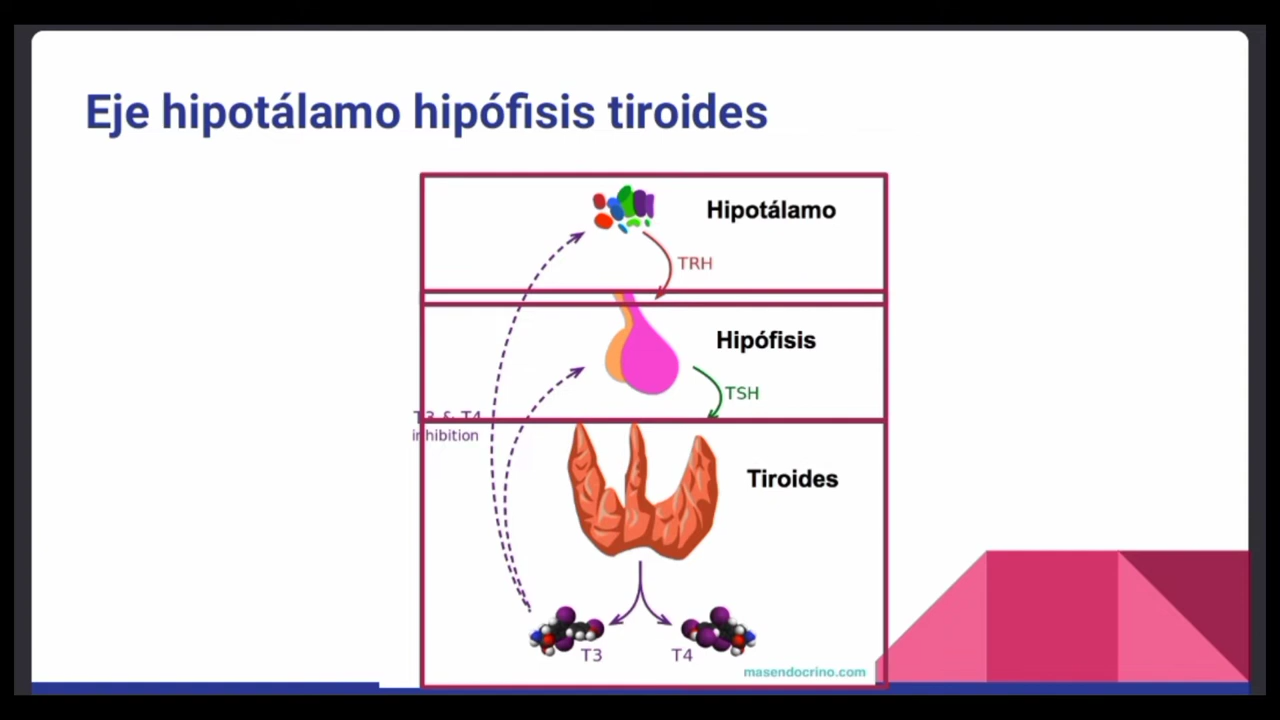 Eje hipotálamo hipófisis tiroides
Hipotálamo
TRH
Hipófisis
TSH
T3 & T4
inhibition
Tiroides
T3
T4
masendocrino.com